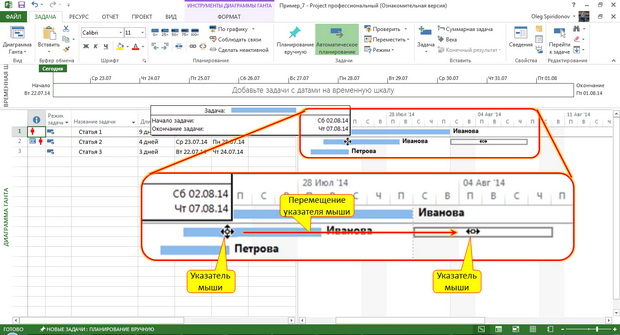 ИНСТРУМЕНТЫ ДИАГРАММЫ ГАНТА
Пример_7 - Project профессиональный (Ознакомительная версия)
ФАЙЛ ЗАДАЧА РЕСУРС ОТЧЕТ ПРОЕКТ ВИД ФОРМАТ
Oleg Spiridonov
Диаграмма Ганта
Вставить
Calibri 11
Ж К Ч
По графику
Соблюдать связи
Сделать неактивной
Планирование вручную
Автоматическое планирование
Проверить
Переместить
Режим
Задача
Веха
Конечный результат
Сведения
Перейти к задаче
Вид
Буфер обмена
Шрифт
Планирование
Задачи
Вставить
Свойства
Редактирование
ВРЕМЕННАЯ Ш
Сегодня
Ср 23.07 Чт 24.07 Пт 25.07 Сб 26.07 Вс 27.07 Пн 28.07 Вт 29.07 Ср 30.07 Чт 31.07 Пт 01.08
Начало
Вт 22.07.14
Добавьте задачи с датами на временную шкалу
Окончание
Пт 01.08.14
Задача:
Начало задачи: Сб 02.08.14
Окончание задачи: Чт 07.08.14
28 Июл '14 04 Авг '14 11 Авг '14
Режим задачи
Название задачи
1 Статья 1 9 д
Иванова
2 Статья 2 4 дней Ср 23.07.14 Пн 28.07.14
Иванова
3 Статья 3 3 дней Вт 22.07.14 Чт 24.07.14
Петрова
ДИАГРАММА ГАНТА
Сб 02.08.14
Чт 07.08.14
28 Июл '14 04 Авг '14
П В С Ч П С В П В С Ч П
Иванова
Перемещение указателя мыши
Иванова
Петрова
Указатель мыши
Указатель мыши
ГОТОВО
НОВЫЕ ЗАДАЧИ : ПЛАНИРОВАНИЕ ВРУЧНУЮ